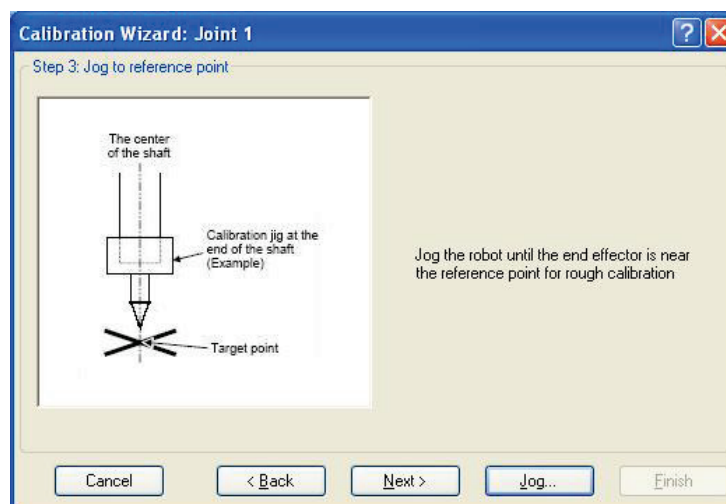 Calibration Wizard: Joint 1
Step 3: Jog to reference point
The center
of the shaft
Calibration jig at the
end of the shaft
(Example)
Target point
Jog the robot until the end effector is near
the reference point for rough calibration
Cancel
< Back
Next >
Jog...
Finish